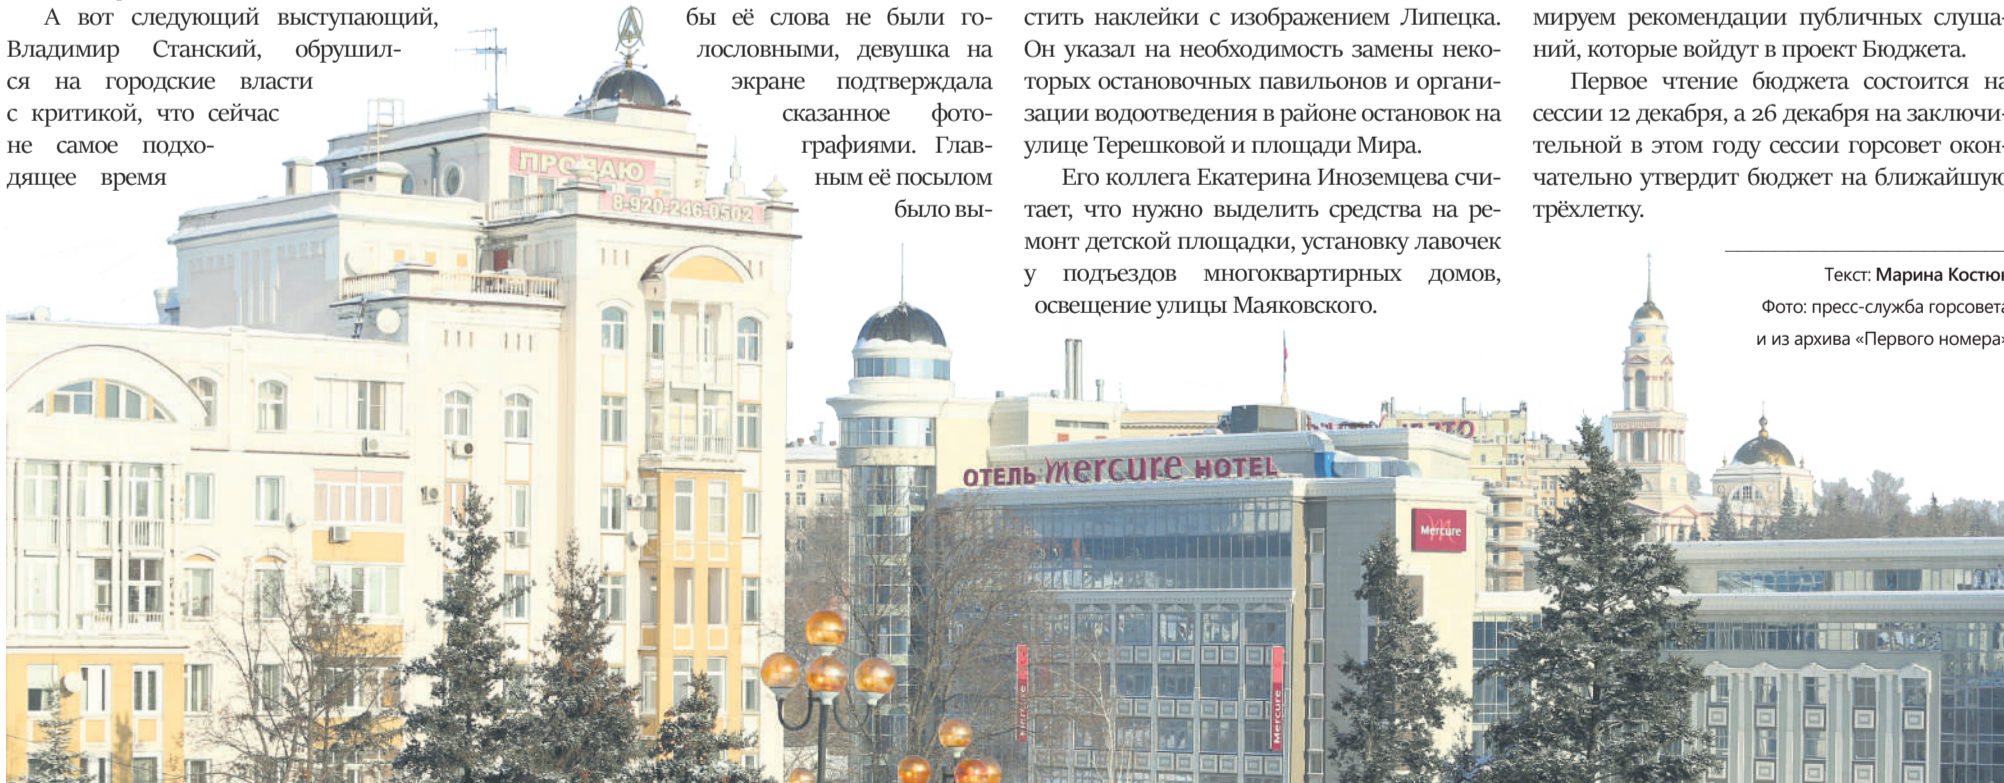 А вот следующий выступающий,
Владимир Станский, обрушил-
ся на городские власти
с критикой, что сейчас
не самое подхо-
дящее время
бы её слова не были го-
лословными, девушка на
экране подтверждала
сказанное фото-
графиями. Глав-
ным её посылом
было вы-
стить наклейки с изображением Липецка.
Он указал на необходимость замены неко-
торых остановочных павильонов и органи-
зации водоотведения в районе остановок на
улице Терешковой и площади Мира.
Его коллега Екатерина Иноземцева счи-
тает, что нужно выделить средства на ре-
монт детской площадки, установку лавочек
у подъездов многоквартирных домов,
освещение улицы Маяковского.
мируем рекомендации публичных слуша-
ний, которые войдут в проект Бюджета.
Первое чтение бюджета состоится на
сессии 12 декабря, а 26 декабря на заключи-
тельной в этом году сессии горсовет окон-
чательно утвердит бюджет на ближайшую
трёхлетку.
Текст: Марина Костюк
Фото: пресс-служба горсовета
и из архива «Первого номера»
ПРОДАЮ
8-920-246-0502
ОТЕЛЬ mercure HOTEL
Mercure
Mercure
Mercure